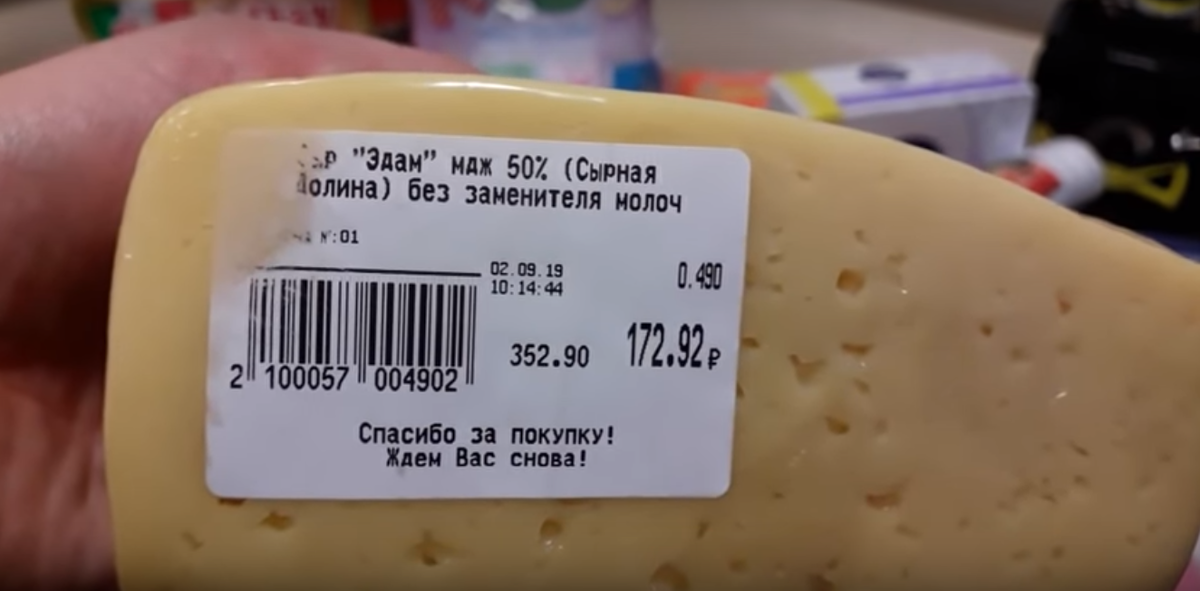 "Эдам" мдж 50% (Сырная
долина) без заменителя молоч
№:01
02.09.19
10:14:44
0.490
352.90
172.92₽
2 100057 004902
Спасибо за покупку!
Ждем Вас снова!